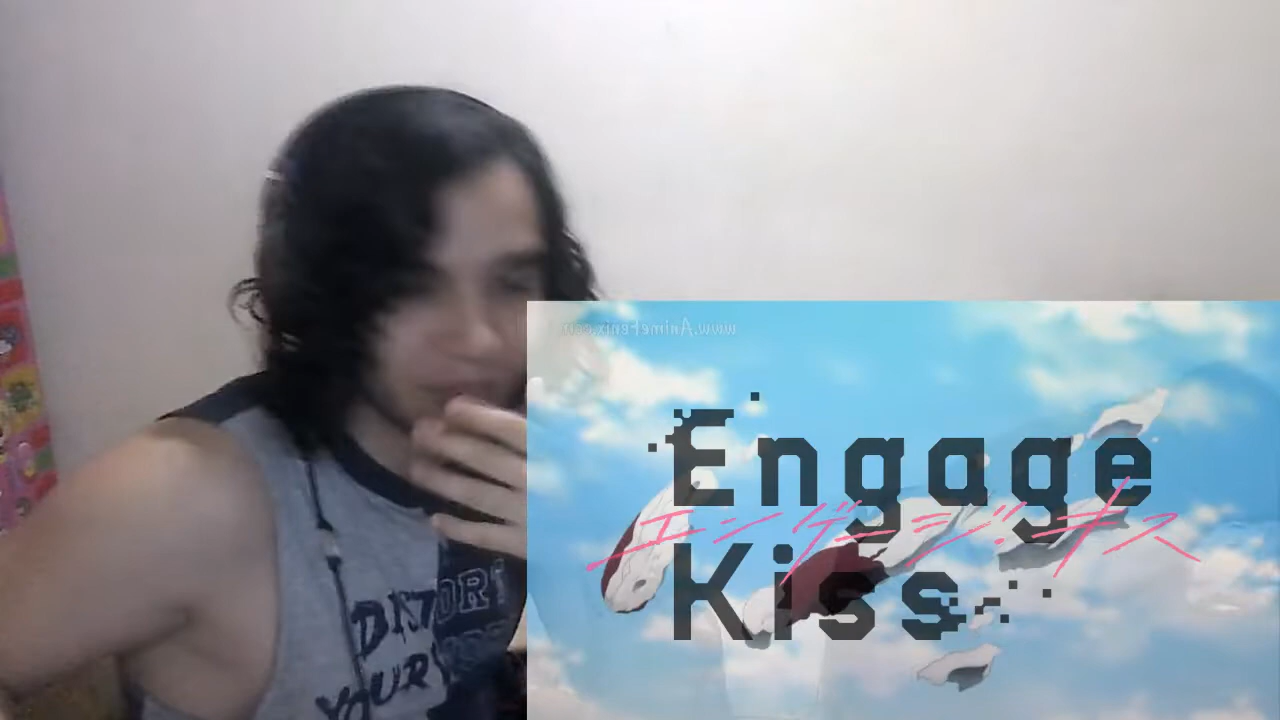 www.AnimeFenix.com
Engage
エンゲージ・キス
Kiss
DISTORT
YOUR